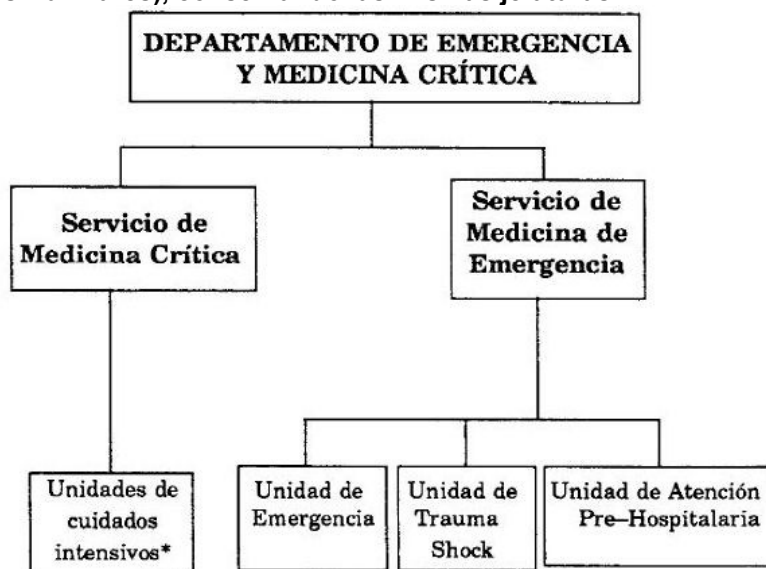 DEPARTAMENTO DE EMERGENCIA
Y MEDICINA CRÍTICA
Servicio de
Medicina Crítica
Servicio de
Medicina de
Emergencia
Unidades de
cuidados
intensivos*
Unidad de
Emergencia
Unidad de
Trauma
Shock
Unidad de Atención
Pre–Hospitalaria